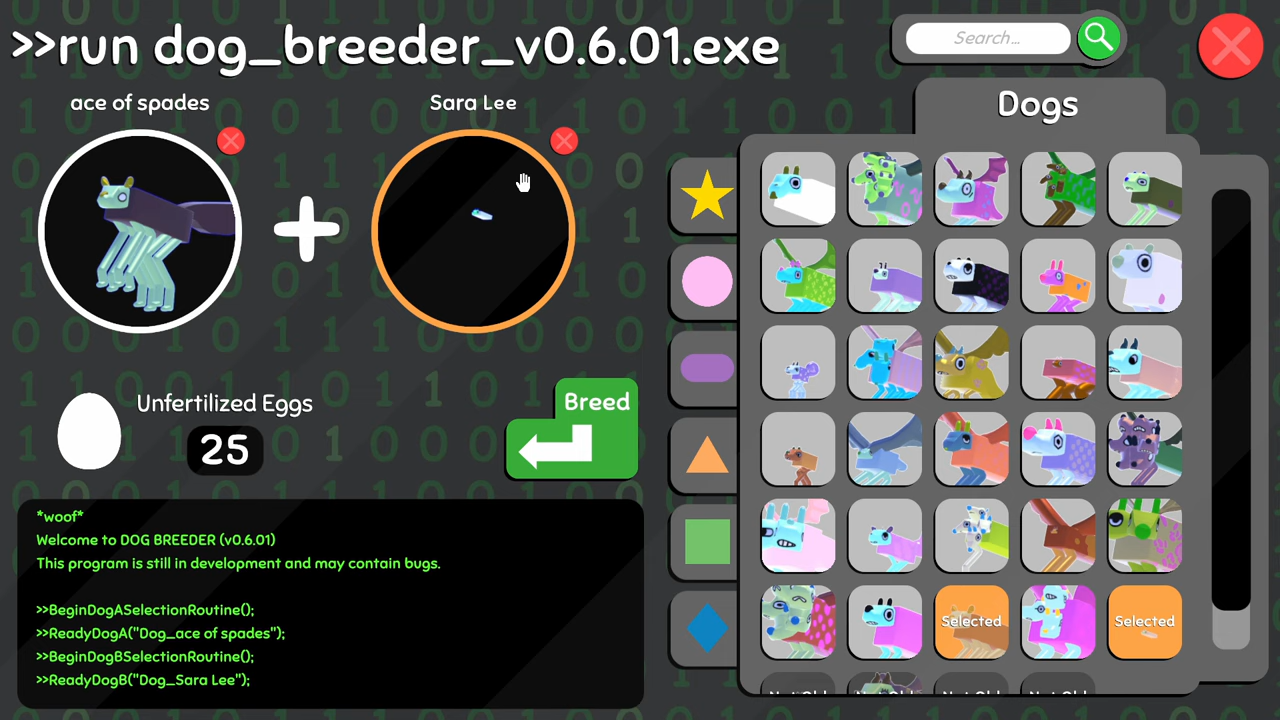 >>run dog_breeder_v0.6.01.exe
Search...
ace of spades
Sara Lee
Dogs
Unfertilized Eggs
25
Breed
*woof*
Welcome to DOG BREEDER (v0.6.01)
This program is still in development and may contain bugs.
>>BeginDogASelectionRoutine();
>>ReadyDogA("Dog_ace of spades");
>>BeginDogBSelectionRoutine();
>>ReadyDogB("Dog_Sara Lee");
Selected
Selected